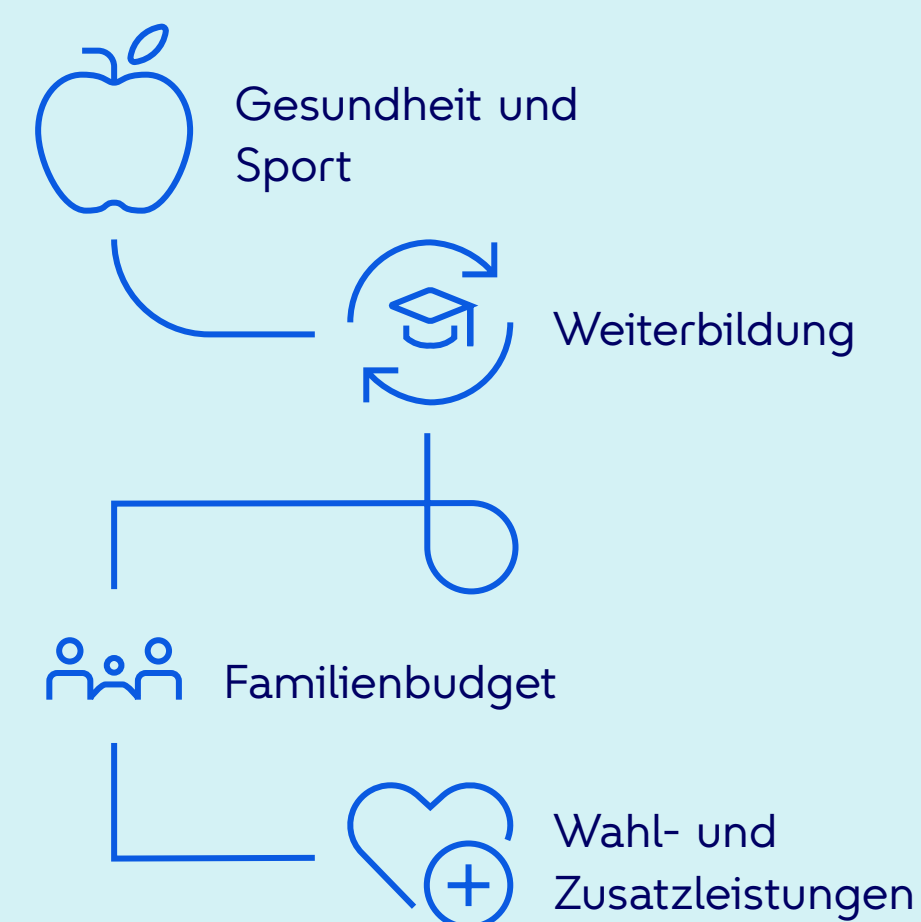 Gesundheit und
Sport
Weiterbildung
Familienbudget
Wahl- und
Zusatzleistungen